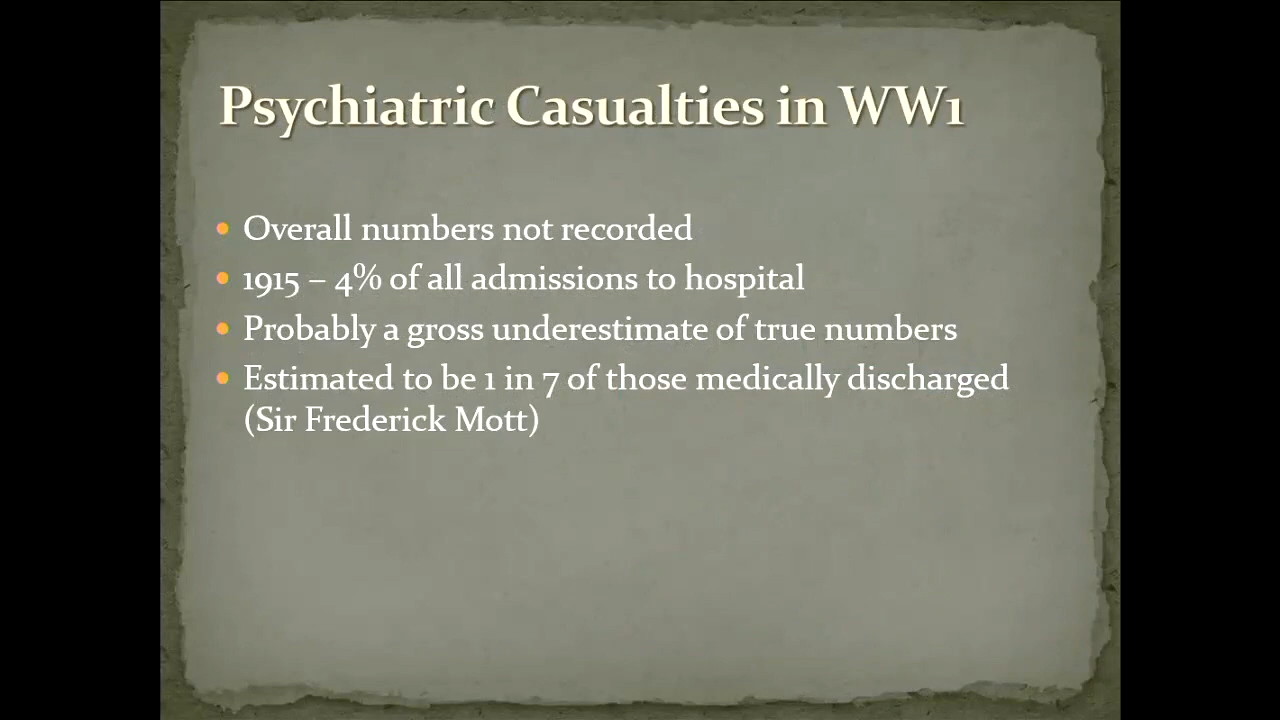 Psychiatric Casualties in WW1
• Overall numbers not recorded
• 1915 – 4% of all admissions to hospital
• Probably a gross underestimate of true numbers
• Estimated to be 1 in 7 of those medically discharged
(Sir Frederick Mott)